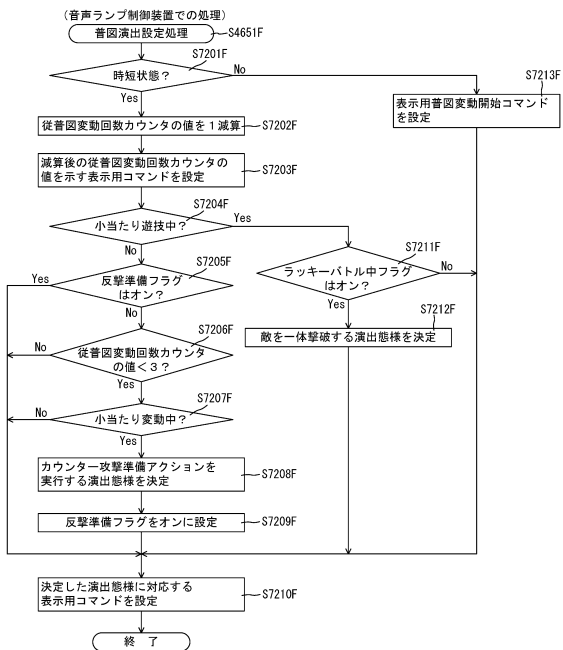 (音声ランプ制御装置での処理)
普図演出設定処理
S4651F
S7201F
時短状態?
No
Yes
S7213F
表示用普図変動開始コマンド
を設定
従普図変動回数カウンタの値を1減算
S7202F
減算後の従普図変動回数カウンタの
値を示す表示用コマンドを設定
S7203F
S7204F
小当たり遊技中?
Yes
No
S7211F
ラッキーバトル中フラグ
はオン?
No
Yes
S7205F
反撃準備フラグ
はオン?
Yes
No
S7212F
敵を一体撃破する演出態様を決定
S7206F
従普図変動回数カウンタ
の値<3?
No
Yes
S7207F
小当たり変動中?
No
Yes
カウンター攻撃準備アクションを
実行する演出態様を決定
S7208F
反撃準備フラグをオンに設定
S7209F
決定した演出態様に対応する
表示用コマンドを設定
S7210F
終 了